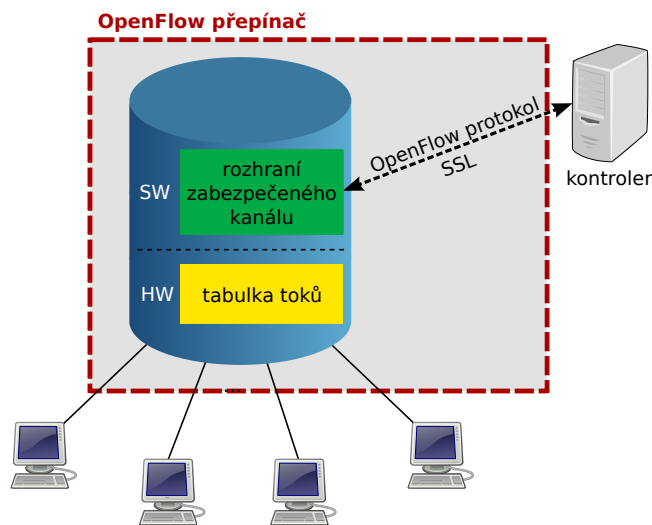 OpenFlow přepínač
OpenFlow protokol
SSL
kontroler
SW
rozhraní
zabezpečeného
kanálu
HW
tabulka toků
...